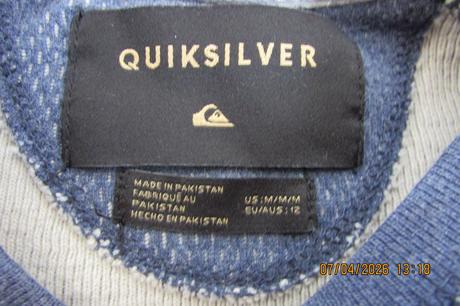 QUIKSILVER
MADE IN PAKISTAN
FABRIQUÉ AU
PAKISTAN
HECHO EN PAKISTAN
US: M/M/M
EU/AUS: 12
07/04/2026 13:13